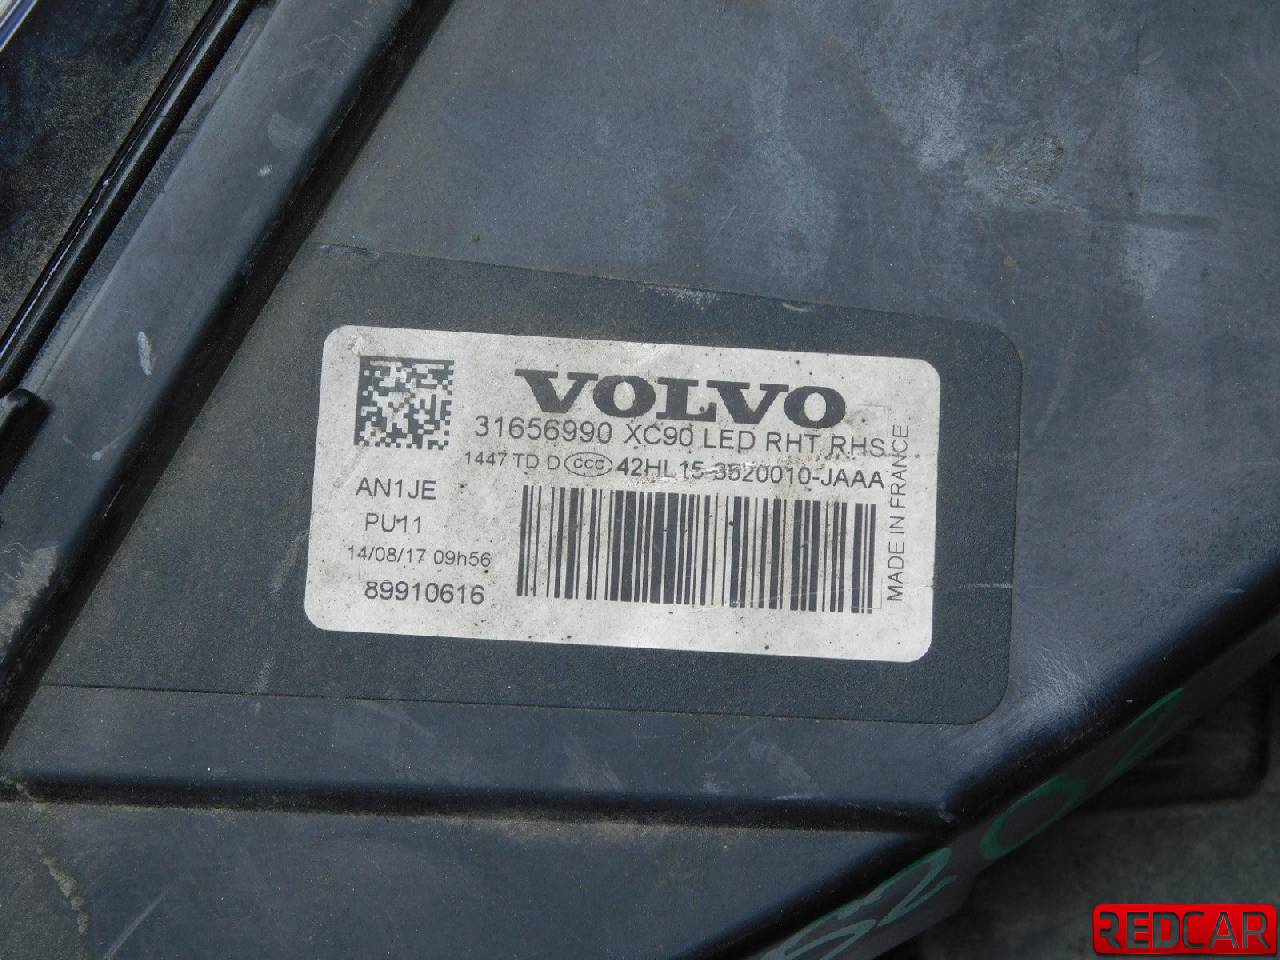 VOLVO
31656990 XC90 LED RHT RHS
1447 TD D CCC 42HL15-3520010-JAAA
AN1JE
PU11
14/08/17 09h56
89910616
MADE IN FRANCE
REDCAR